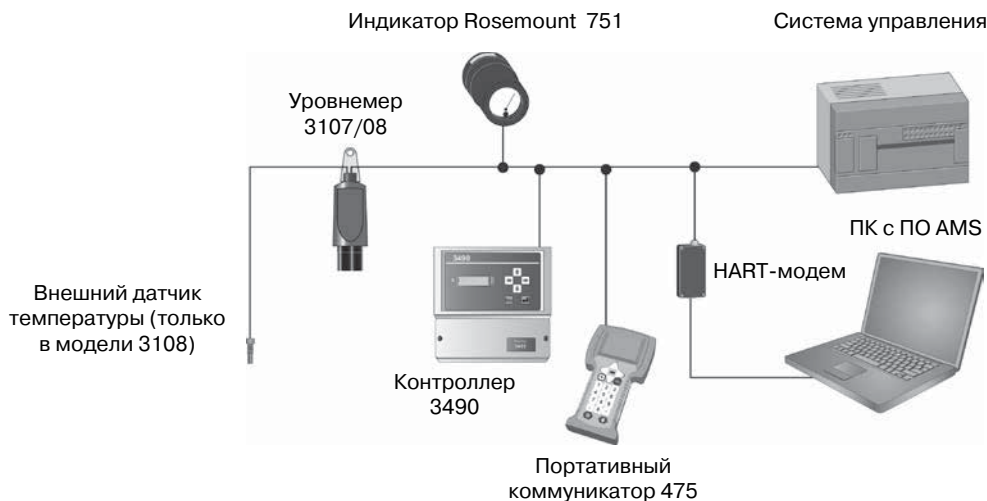 Индикатор Rosemount 751
Система управления
Уровнемер
3107/08
ПК с ПО AMS
3490
HART-модем
Внешний датчик
температуры (только
в модели 3108)
Контроллер
3490
Портативный
коммуникатор 475